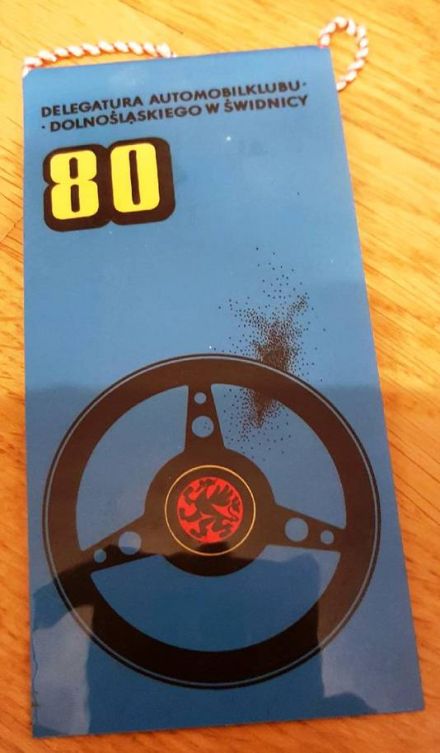 DELEGATURA AUTOMOBILKLUBU·
· DOLNOŚLĄSKIEGO W ŚWIDNICY
80